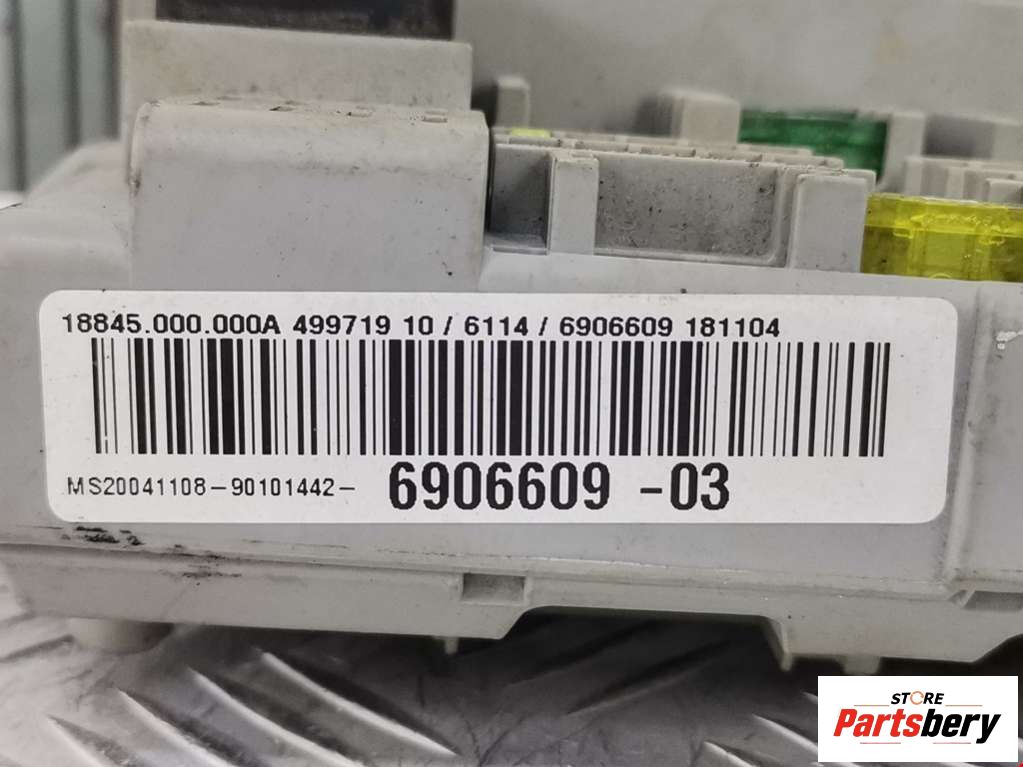 18845.000.000A 499719 10 / 6114 / 6906609 181104
MS20041108-90101442- 6906609 -03
STORE
Partsbery